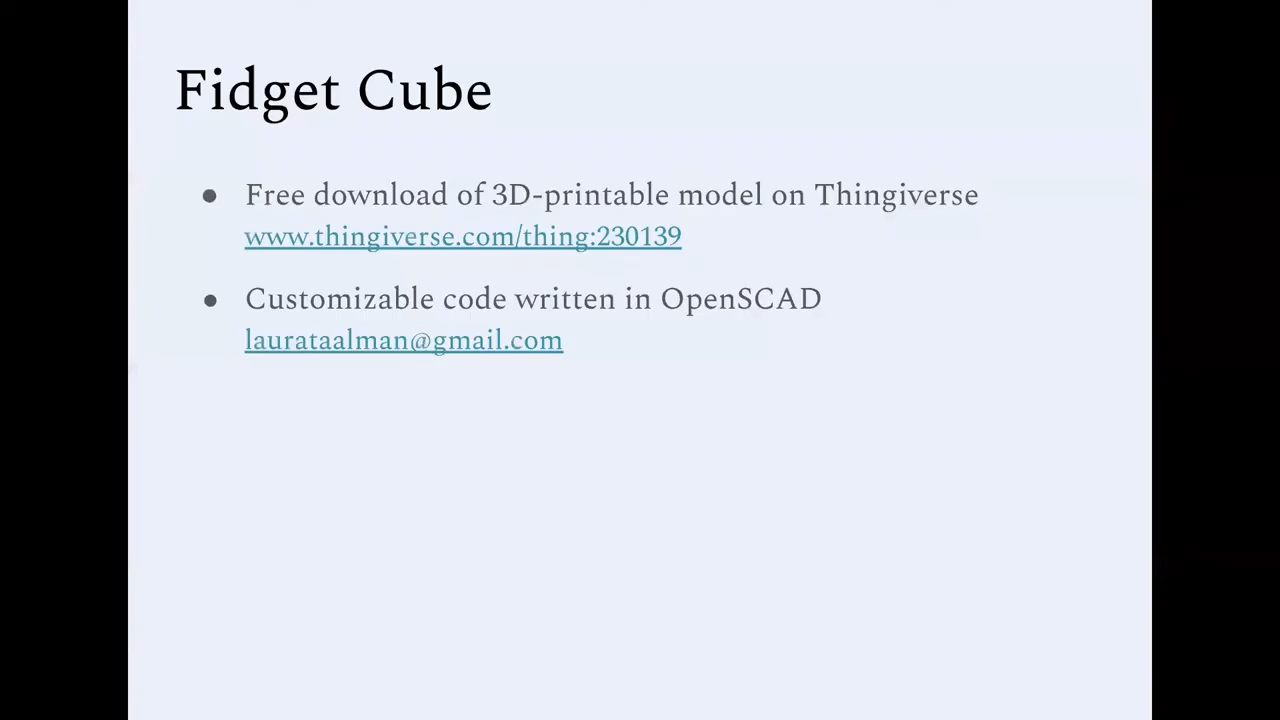 Fidget Cube
● Free download of 3D-printable model on Thingiverse
www.thingiverse.com/thing:230139
● Customizable code written in OpenSCAD
laurataalman@gmail.com